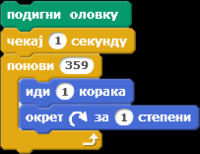 подигни оловку
чекај 1 секунду
понови 359
иди 1 корака
окрет за 1 степени